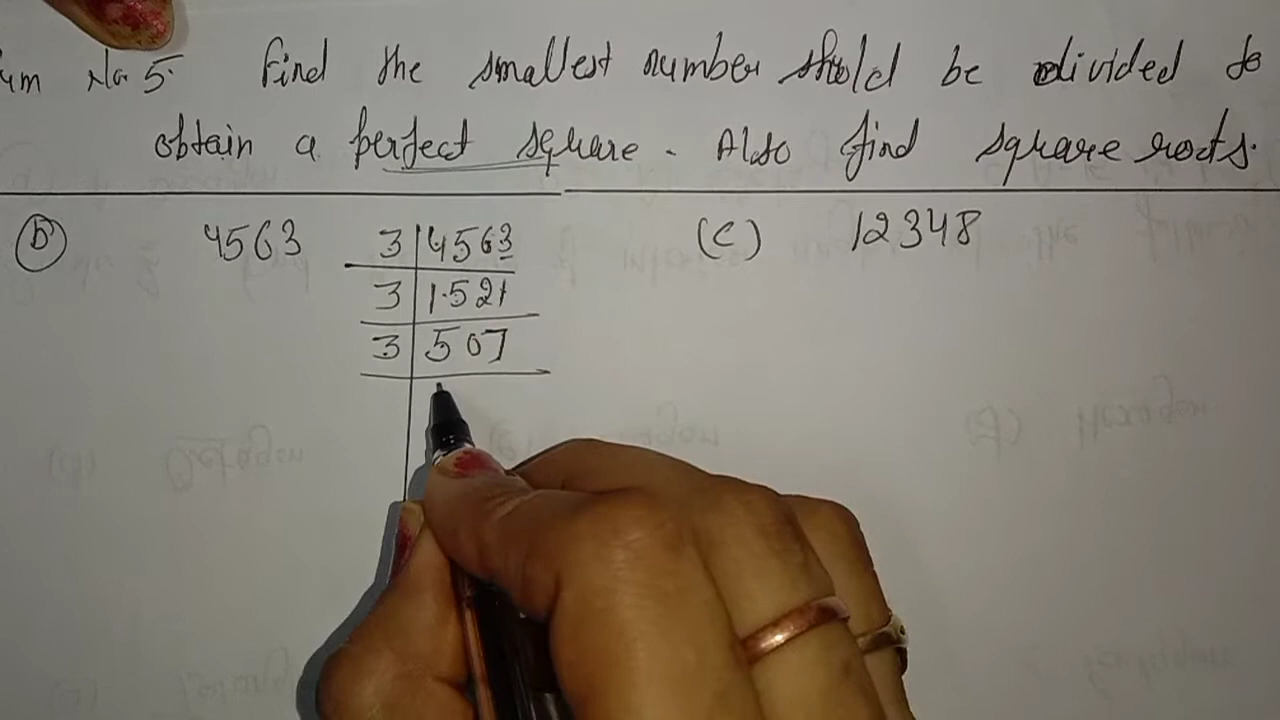 No 5. Find the smallest number should be divided to
obtain a perfect square. Also find square roots.
(b) 4563 3 4563 (C) 12348
3 1521
3 507